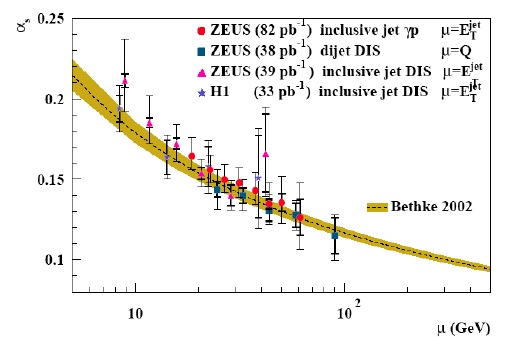 α_s
0.25
0.2
0.15
0.1
ZEUS (82 pb⁻¹) inclusive jet γp μ=E_T^jet
ZEUS (38 pb⁻¹) dijet DIS μ=Q
ZEUS (39 pb⁻¹) inclusive jet DIS μ=E_T^jet
H1 (33 pb⁻¹) inclusive jet DIS μ=E_T^jet
Bethke 2002
10
10²
μ (GeV)